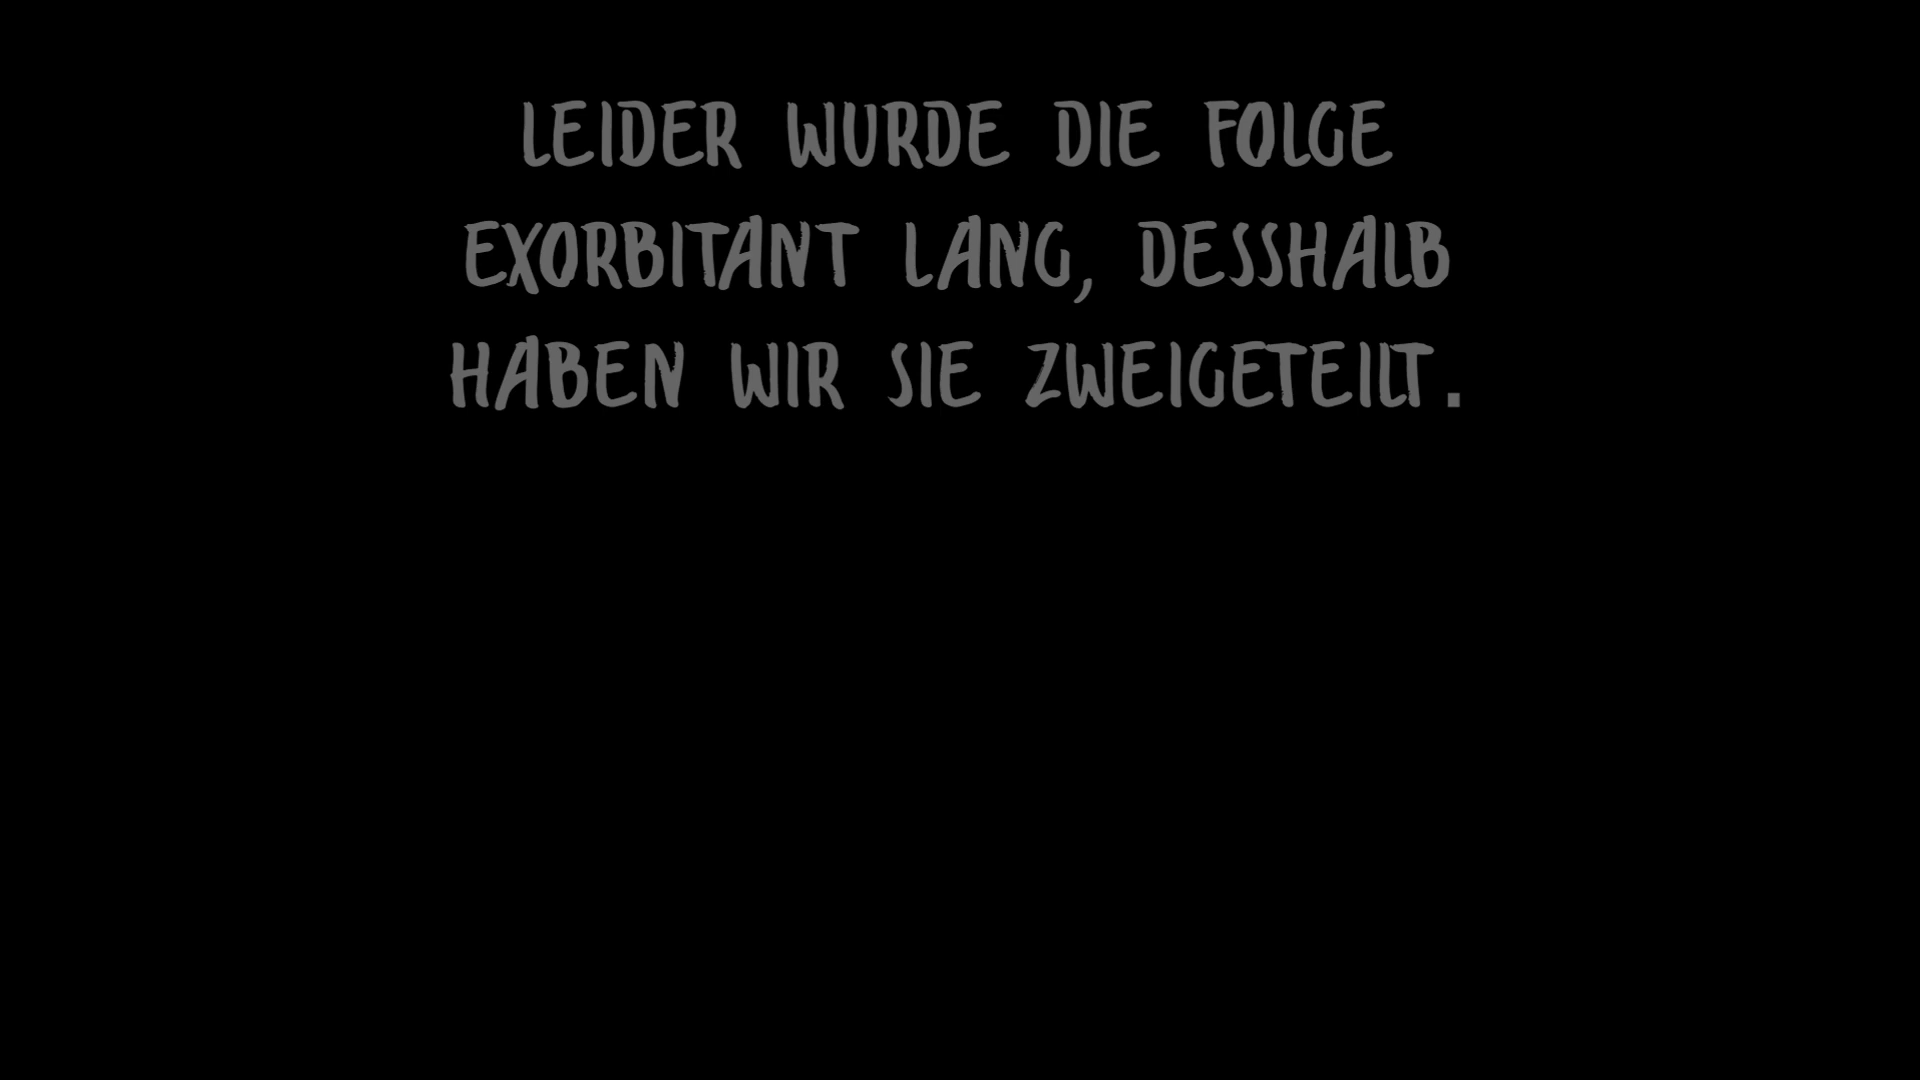 LEIDER WURDE DIE FOLGE
EXORBITANT LANG, DESSHALB
HABEN WIR SIE ZWEIGETEILT.